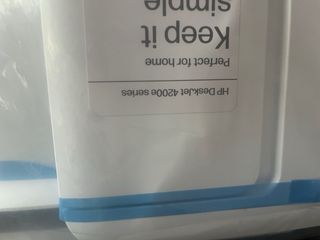 HP DeskJet 4200e series
Perfect for home
Keep it
simple